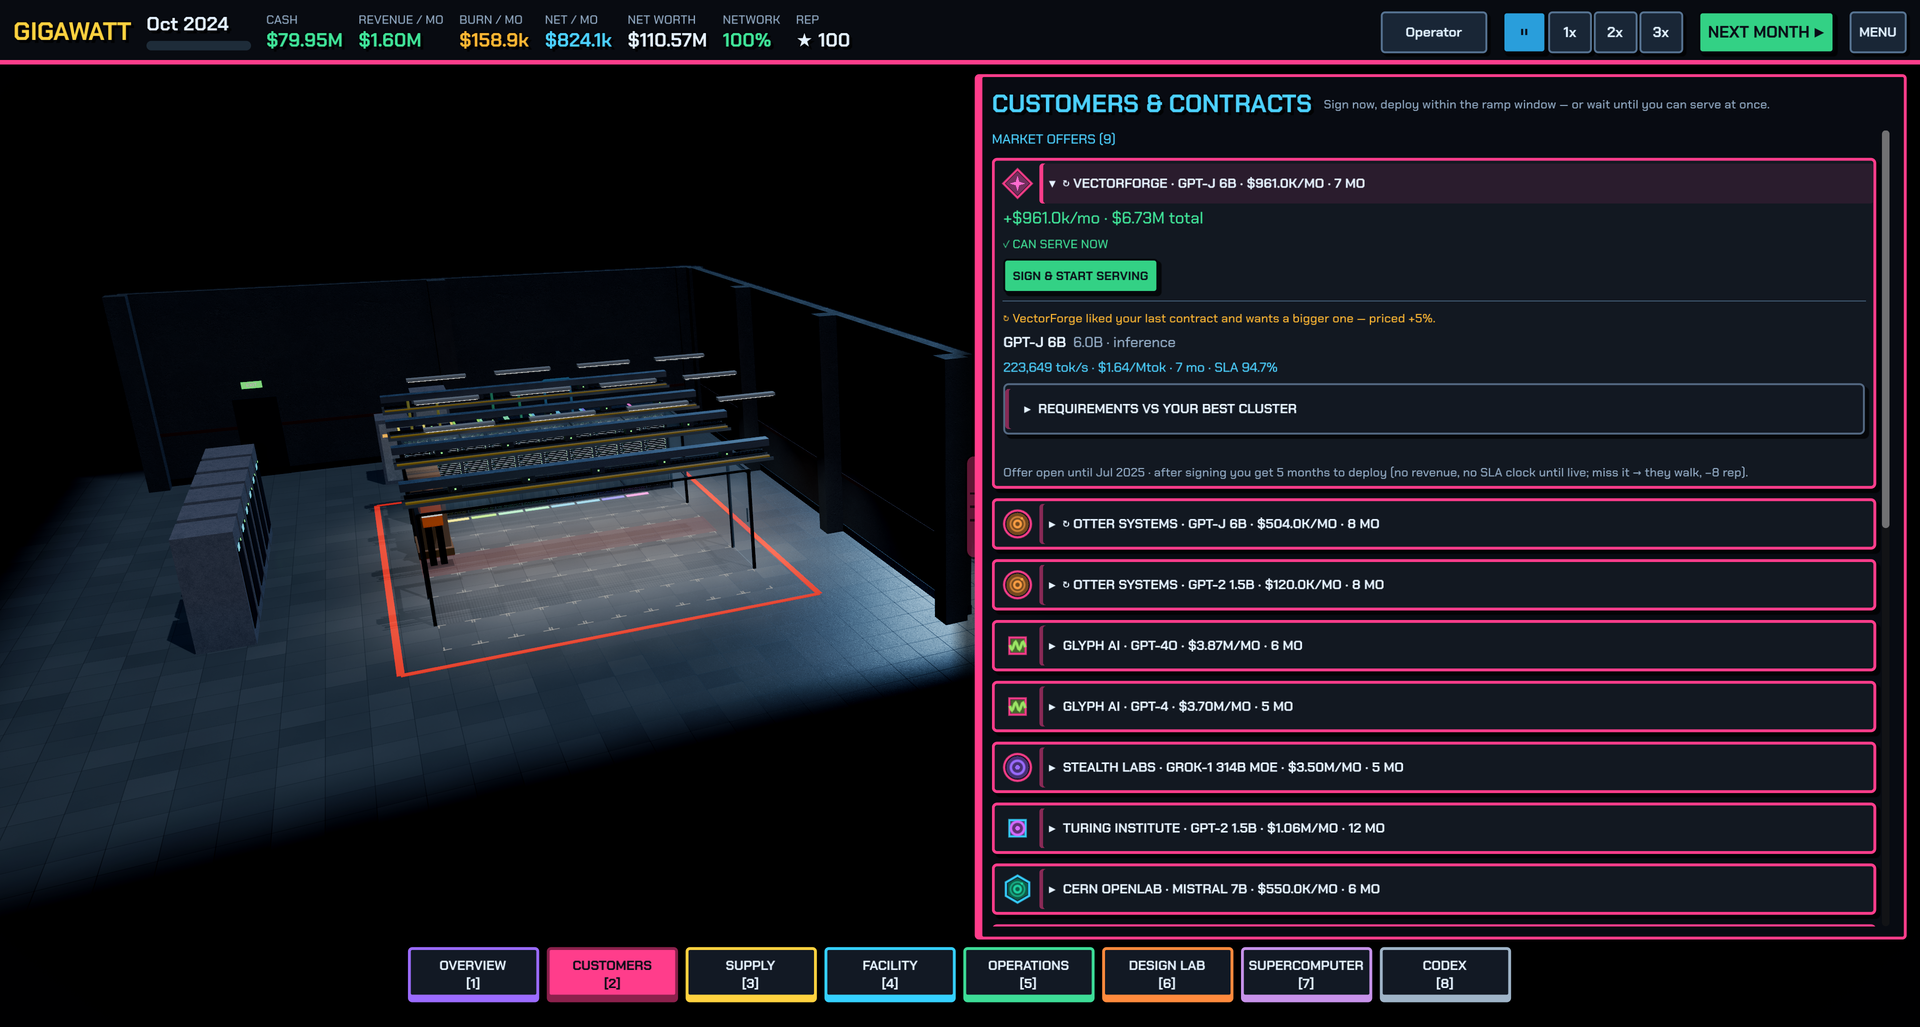 GIGAWATT
Oct 2024
CASH
$79.95M
REVENUE / MO
$1.60M
BURN / MO
$158.9k
NET / MO
$824.1k
NET WORTH
$110.57M
NETWORK
100%
REP
★ 100
Operator
1x
2x
3x
NEXT MONTH ▸
MENU
CUSTOMERS & CONTRACTS
Sign now, deploy within the ramp window — or wait until you can serve at once.
MARKET OFFERS (9)
▾ ↻ VECTORFORGE · GPT-J 6B · $961.0K/MO · 7 MO
+$961.0k/mo · $6.73M total
✓ CAN SERVE NOW
SIGN & START SERVING
↻ VectorForge liked your last contract and wants a bigger one — priced +5%.
GPT-J 6B 6.0B · inference
223,649 tok/s · $1.64/Mtok · 7 mo · SLA 94.7%
▸ REQUIREMENTS VS YOUR BEST CLUSTER
Offer open until Jul 2025 · after signing you get 5 months to deploy (no revenue, no SLA clock until live; miss it → they walk, −8 rep).
▸ ↻ OTTER SYSTEMS · GPT-J 6B · $504.0K/MO · 8 MO
▸ ↻ OTTER SYSTEMS · GPT-2 1.5B · $120.0K/MO · 8 MO
▸ GLYPH AI · GPT-4O · $3.87M/MO · 6 MO
▸ GLYPH AI · GPT-4 · $3.70M/MO · 5 MO
▸ STEALTH LABS · GROK-1 314B MOE · $3.50M/MO · 5 MO
▸ TURING INSTITUTE · GPT-2 1.5B · $1.06M/MO · 12 MO
▸ CERN OPENLAB · MISTRAL 7B · $550.0K/MO · 6 MO
OVERVIEW
[1]
CUSTOMERS
[2]
SUPPLY
[3]
FACILITY
[4]
OPERATIONS
[5]
DESIGN LAB
[6]
SUPERCOMPUTER
[7]
CODEX
[8]